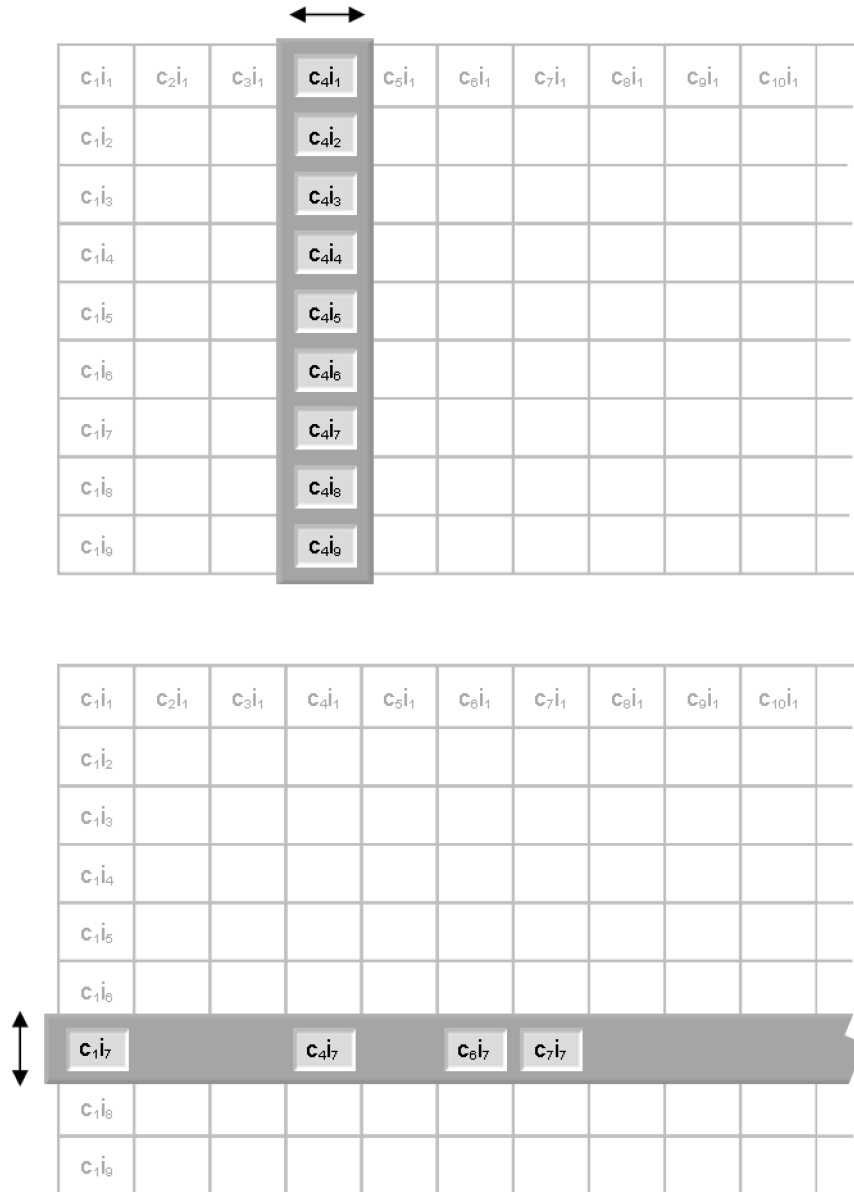 c₁i₁ c₂i₁ c₃i₁ c₄i₁ c₅i₁ c₆i₁ c₇i₁ c₈i₁ c₉i₁ c₁₀i₁
c₁i₂ c₄i₂
c₁i₃ c₄i₃
c₁i₄ c₄i₄
c₁i₅ c₄i₅
c₁i₆ c₄i₆
c₁i₇ c₄i₇
c₁i₈ c₄i₈
c₁i₉ c₄i₉
c₁i₁ c₂i₁ c₃i₁ c₄i₁ c₅i₁ c₆i₁ c₇i₁ c₈i₁ c₉i₁ c₁₀i₁
c₁i₂
c₁i₃
c₁i₄
c₁i₅
c₁i₆
c₁i₇ c₄i₇ c₆i₇ c₇i₇
c₁i₈
c₁i₉